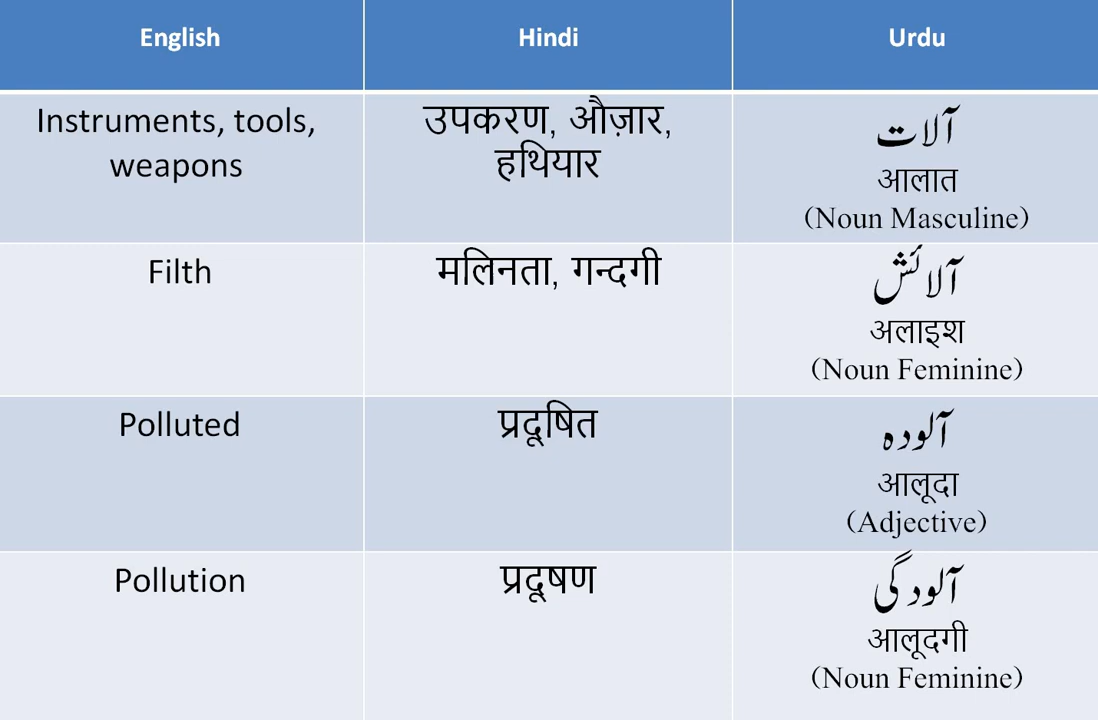 English
Hindi
Urdu
Instruments, tools,
weapons
उपकरण, औज़ार,
हथियार
آلات
आलात
(Noun Masculine)
Filth
मलिनता, गन्दगी
آلائش
अलाइश
(Noun Feminine)
Polluted
प्रदूषित
آلودہ
आलूदा
(Adjective)
Pollution
प्रदूषण
آلودگی
आलूदगी
(Noun Feminine)